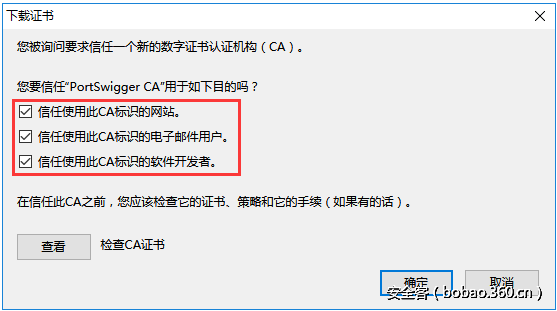 下载证书
您被询问要求信任一个新的数字证书认证机构（CA）。
您要信任“PortSwigger CA”用于如下目的吗？
信任使用此CA标识的网站。
信任使用此CA标识的电子邮件用户。
信任使用此CA标识的软件开发者。
在信任此CA之前，您应该检查它的证书、策略和它的手续（如果有的话）。
查看 检查CA证书
确定 取消
安全客（bobao.360.cn）